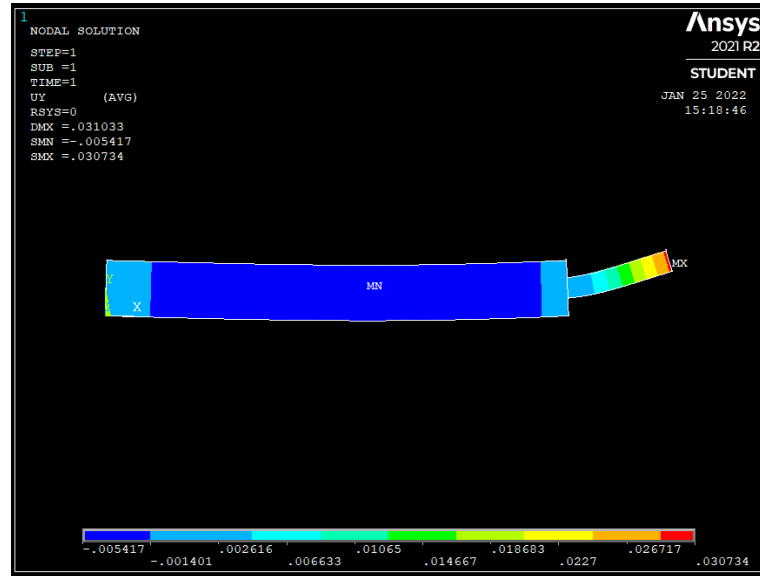 1
NODAL SOLUTION
STEP=1
SUB =1
TIME=1
UY (AVG)
RSYS=0
DMX =.031033
SMN =-.005417
SMX =.030734
Ansys
2021 R2
STUDENT
JAN 25 2022
15:18:46
Y
X
MN
MX
-.005417 .002616 .01065 .018683 .026717
-.001401 .006633 .014667 .0227 .030734